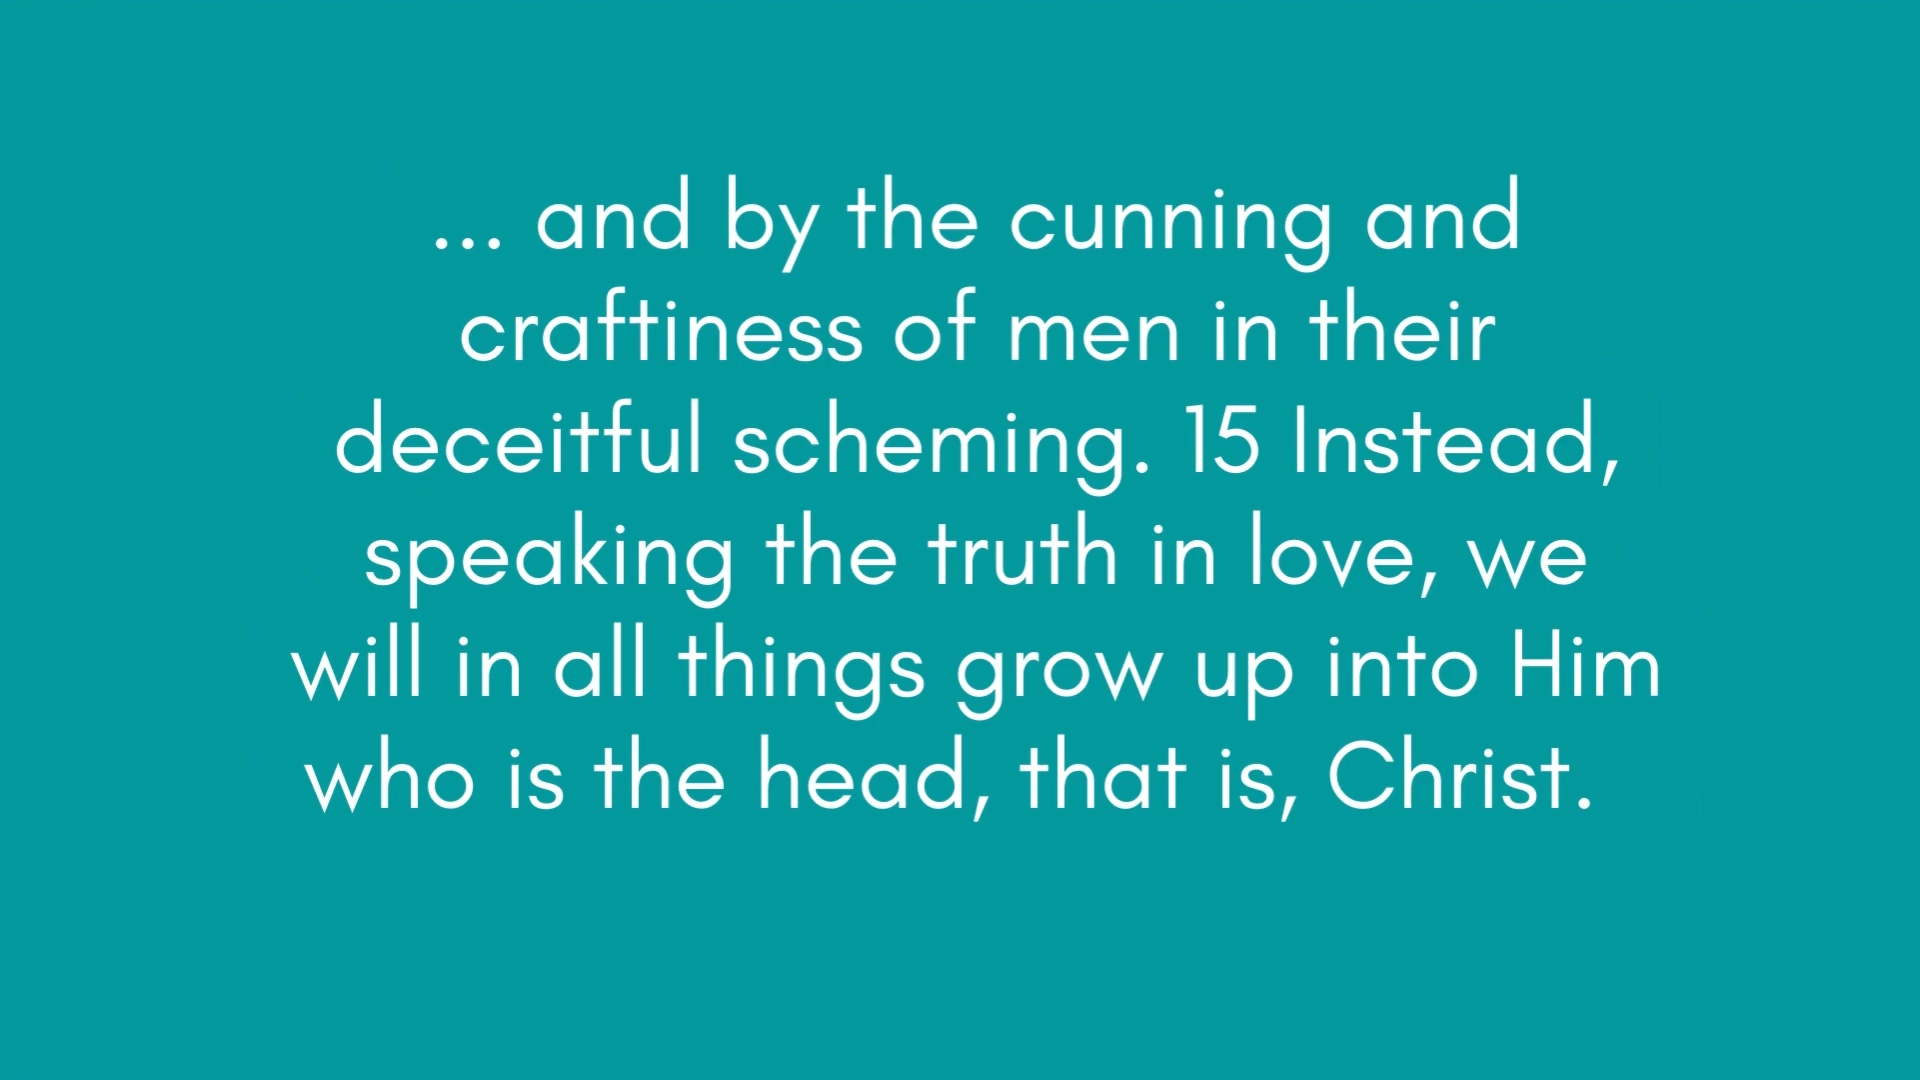 ... and by the cunning and
craftiness of men in their
deceitful scheming. 15 Instead,
speaking the truth in love, we
will in all things grow up into Him
who is the head, that is, Christ.